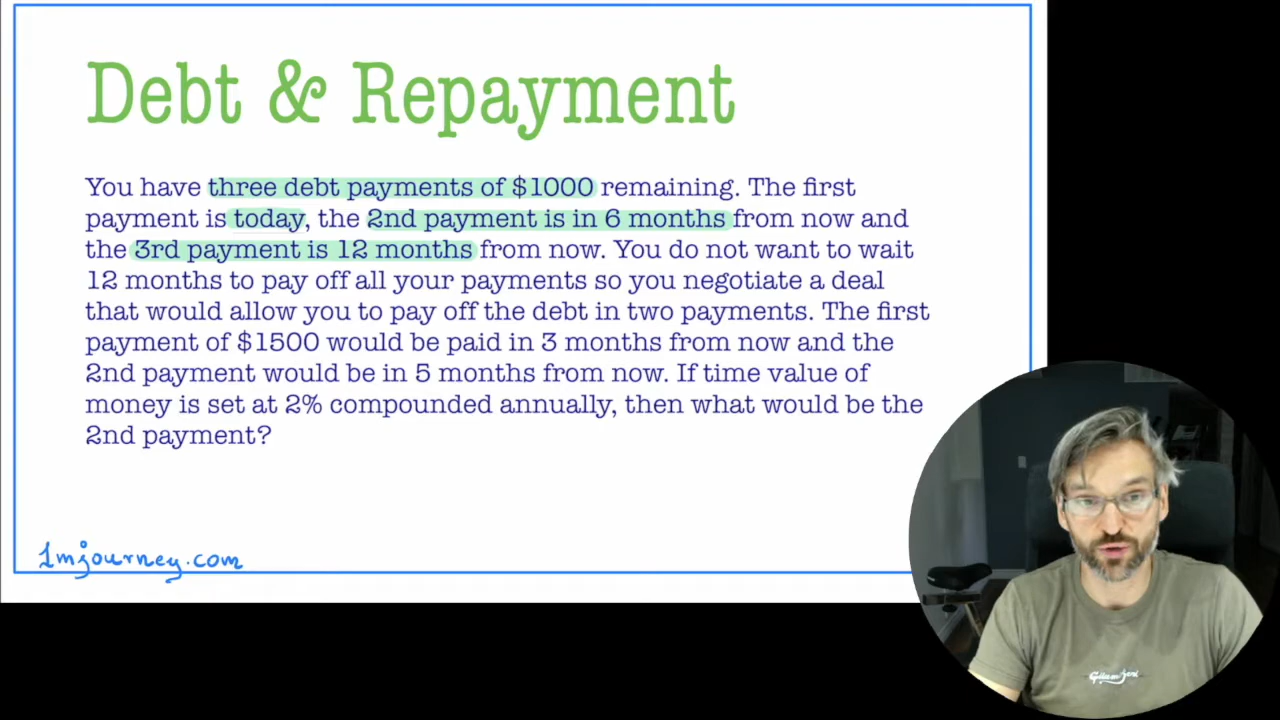 Debt & Repayment
You have three debt payments of $1000 remaining. The first
payment is today, the 2nd payment is in 6 months from now and
the 3rd payment is 12 months from now. You do not want to wait
12 months to pay off all your payments so you negotiate a deal
that would allow you to pay off the debt in two payments. The first
payment of $1500 would be paid in 3 months from now and the
2nd payment would be in 5 months from now. If time value of
money is set at 2% compounded annually, then what would be the
2nd payment?
1mjourney.com